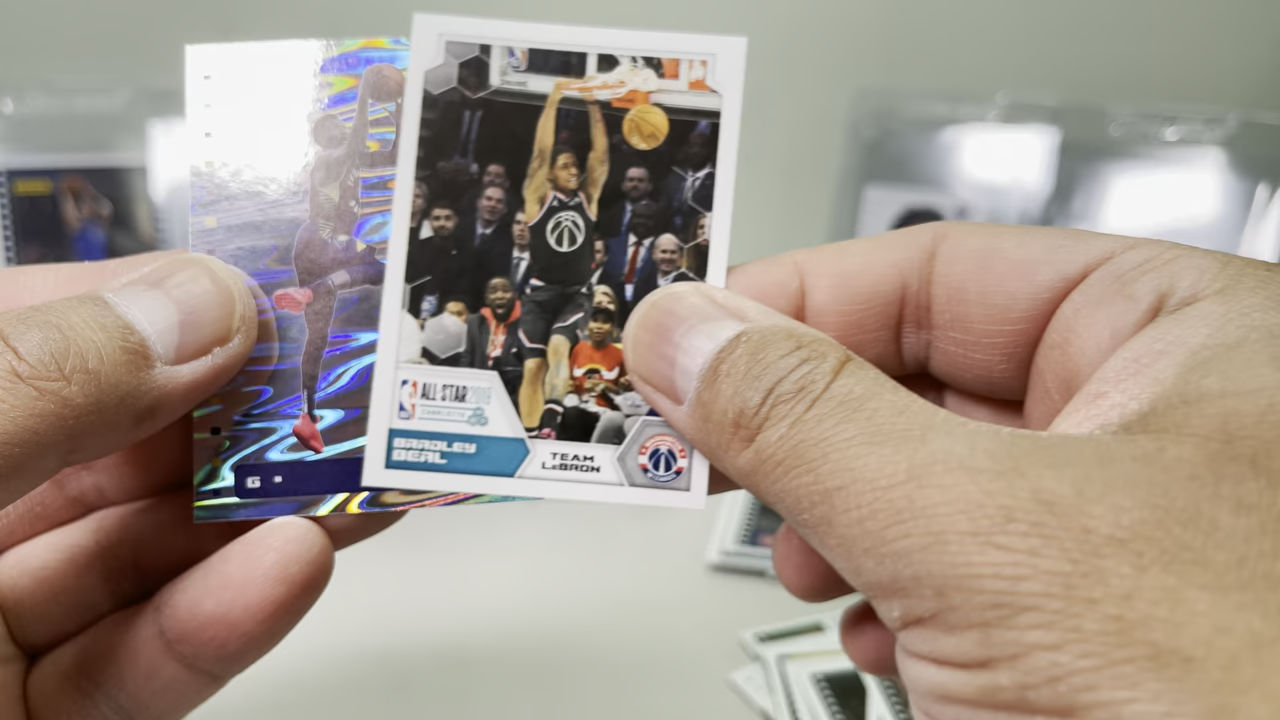 ALL-STAR 2019
CHARLOTTE
BRADLEY
BEAL
TEAM
LeBRON
G